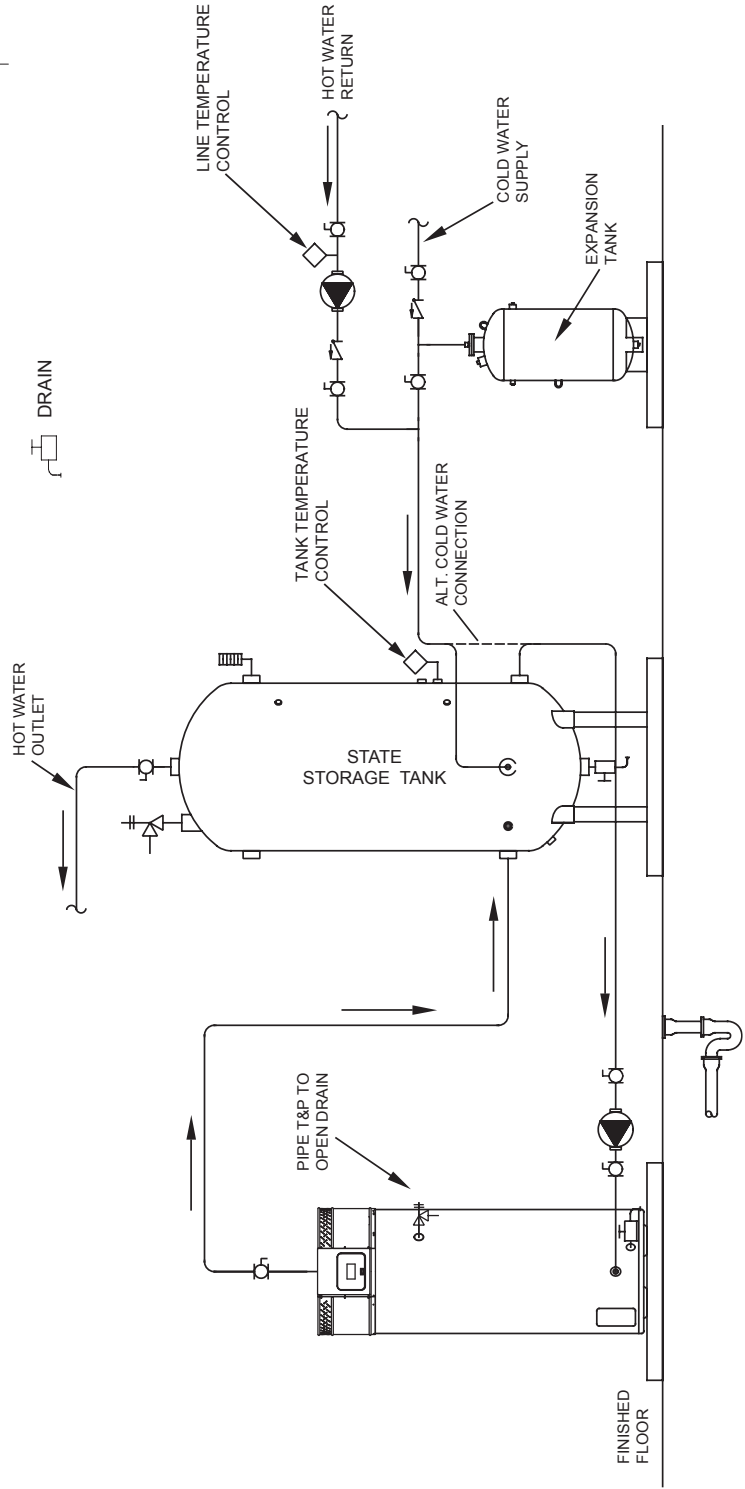 DRAIN
HOT WATER
OUTLET
LINE TEMPERATURE
CONTROL
HOT WATER
RETURN
TANK TEMPERATURE
CONTROL
COLD WATER
SUPPLY
ALT. COLD WATER
CONNECTION
STATE
STORAGE TANK
EXPANSION
TANK
PIPE T&P TO
OPEN DRAIN
FINISHED
FLOOR